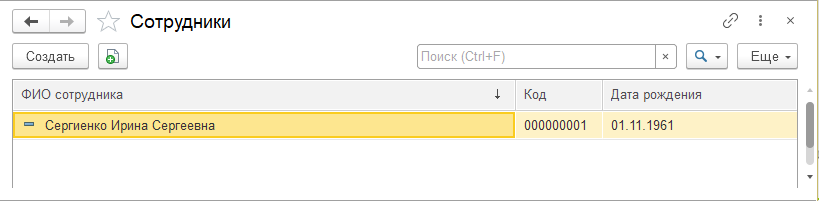 Сотрудники
Создать
Поиск (Ctrl+F)
Еще
ФИО сотрудника Код Дата рождения
Сергиенко Ирина Сергеевна 000000001 01.11.1961